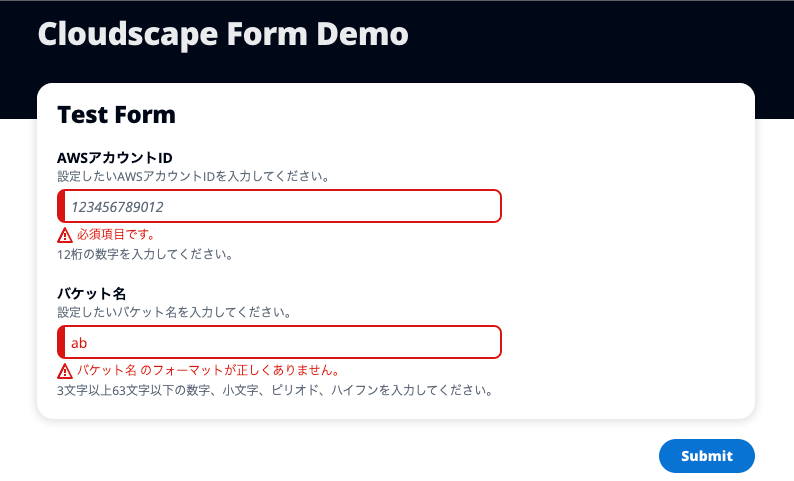 Cloudscape Form Demo
Test Form
AWSアカウントID
設定したいAWSアカウントIDを入力してください。
123456789012
必須項目です。
12桁の数字を入力してください。
バケット名
設定したいバケット名を入力してください。
ab
バケット名 のフォーマットが正しくありません。
3文字以上63文字以下の数字、小文字、ピリオド、ハイフンを入力してください。
Submit